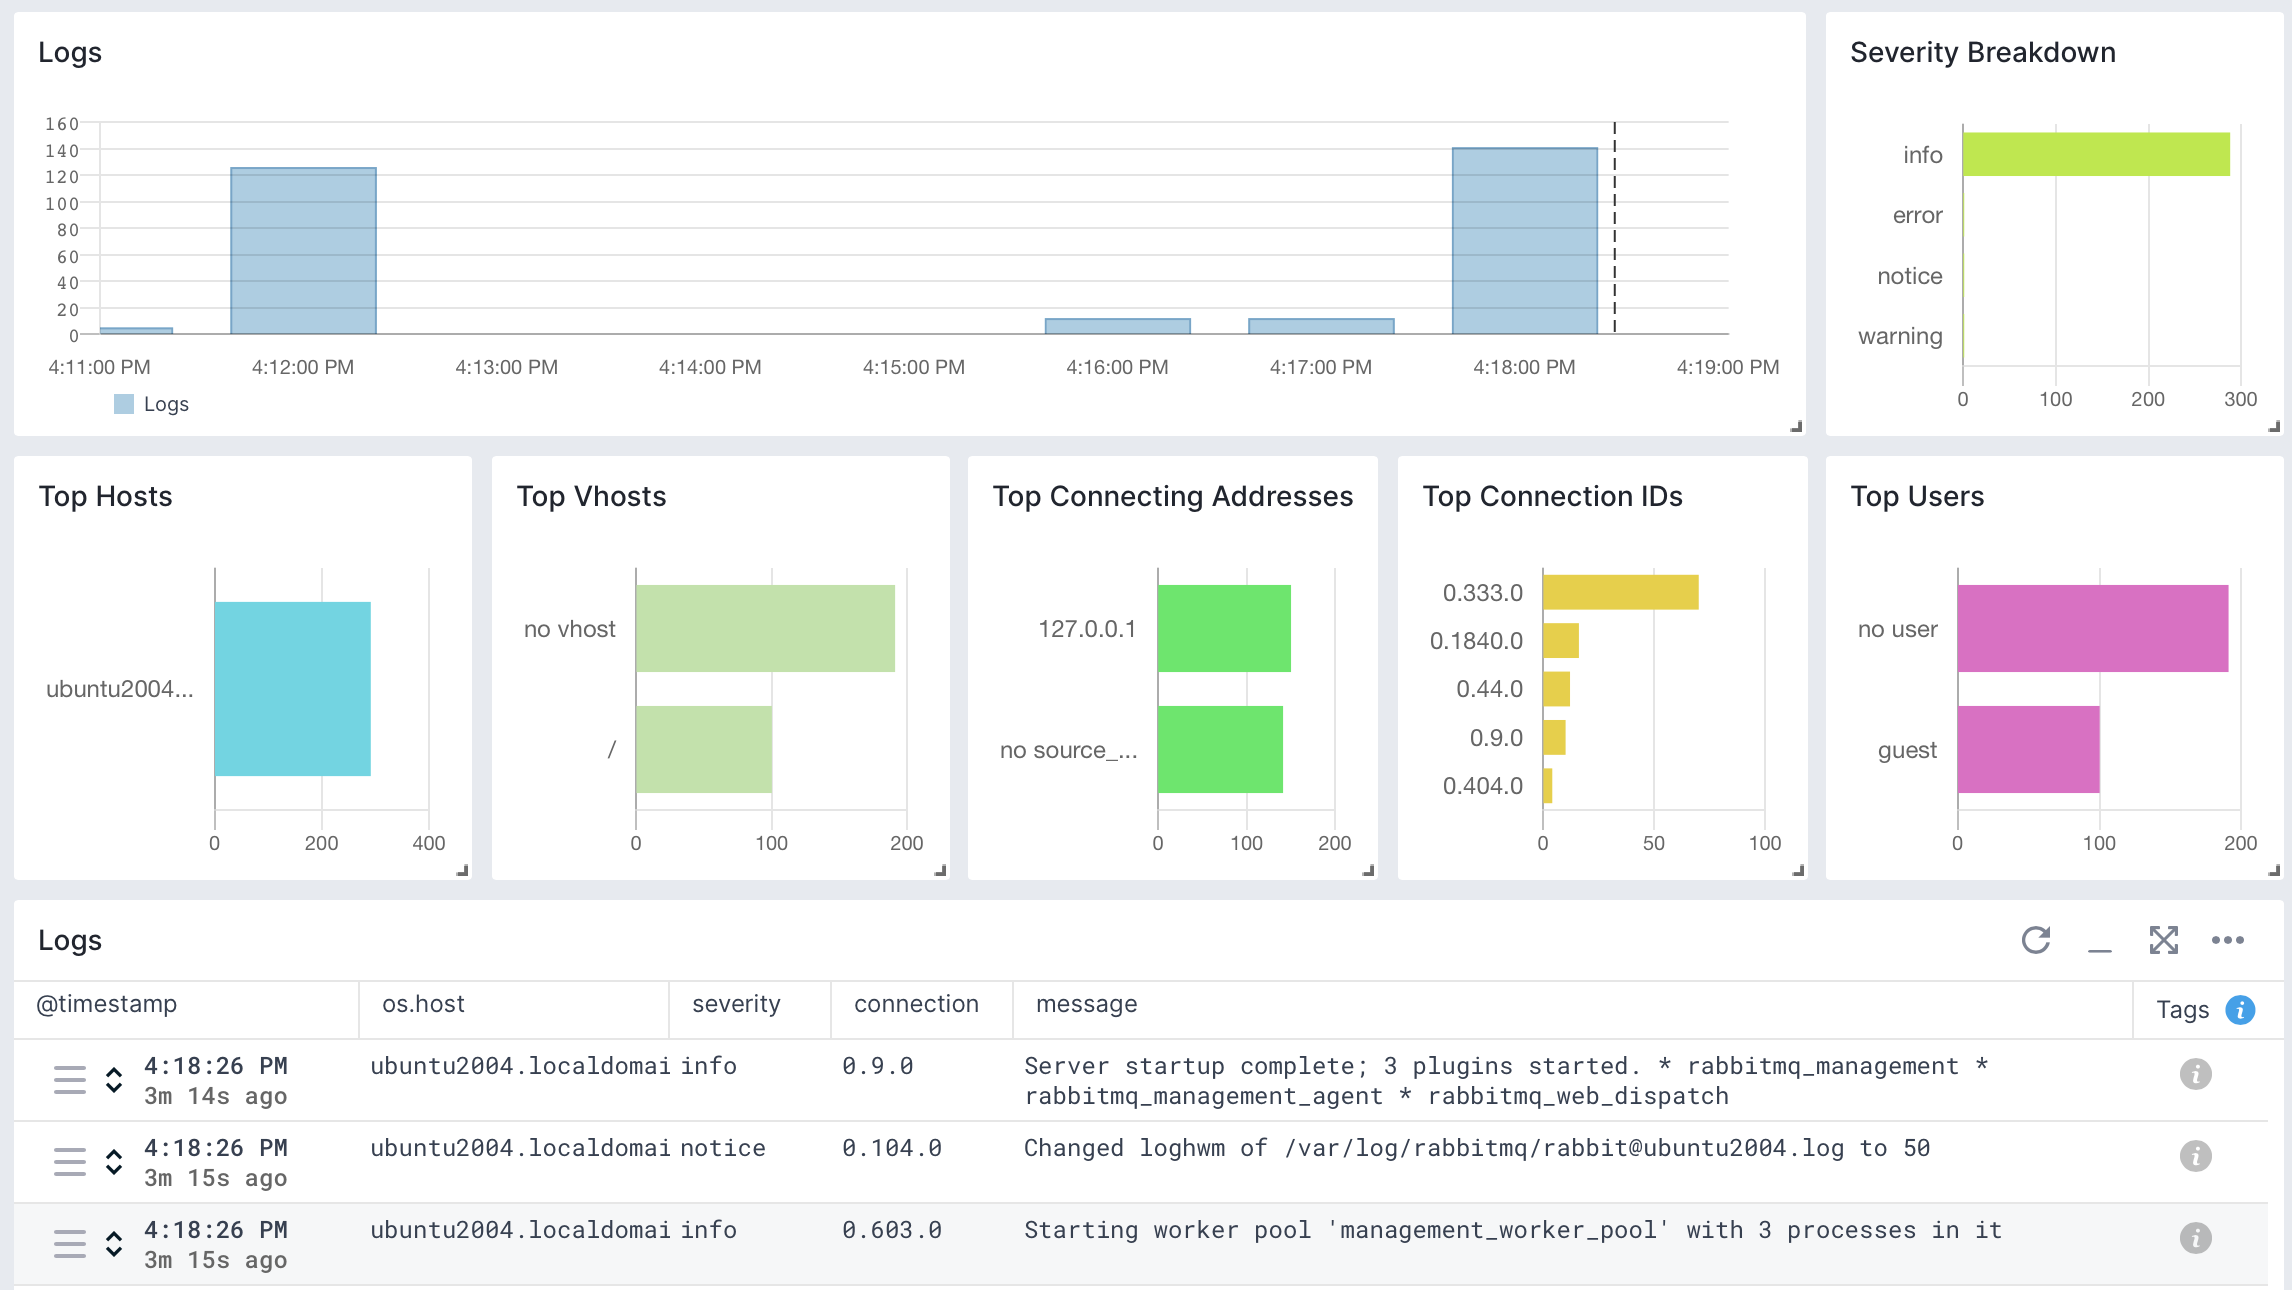 Logs
160
140
120
100
80
60
40
20
0
4:11:00 PM 4:12:00 PM 4:13:00 PM 4:14:00 PM 4:15:00 PM 4:16:00 PM 4:17:00 PM 4:18:00 PM 4:19:00 PM
Logs
Severity Breakdown
info
error
notice
warning
0 100 200 300
Top Hosts
ubuntu2004...
0 200 400
Top Vhosts
no vhost
/
0 100 200
Top Connecting Addresses
127.0.0.1
no source_...
0 100 200
Top Connection IDs
0.333.0
0.1840.0
0.44.0
0.9.0
0.404.0
0 50 100
Top Users
no user
guest
0 100 200
Logs
@timestamp os.host severity connection message Tags i
4:18:26 PM ubuntu2004.localdomai info 0.9.0 Server startup complete; 3 plugins started. * rabbitmq_management * i
3m 14s ago rabbitmq_management_agent * rabbitmq_web_dispatch
4:18:26 PM ubuntu2004.localdomai notice 0.104.0 Changed loghwm of /var/log/rabbitmq/rabbit@ubuntu2004.log to 50 i
3m 15s ago
4:18:26 PM ubuntu2004.localdomai info 0.603.0 Starting worker pool 'management_worker_pool' with 3 processes in it i
3m 15s ago